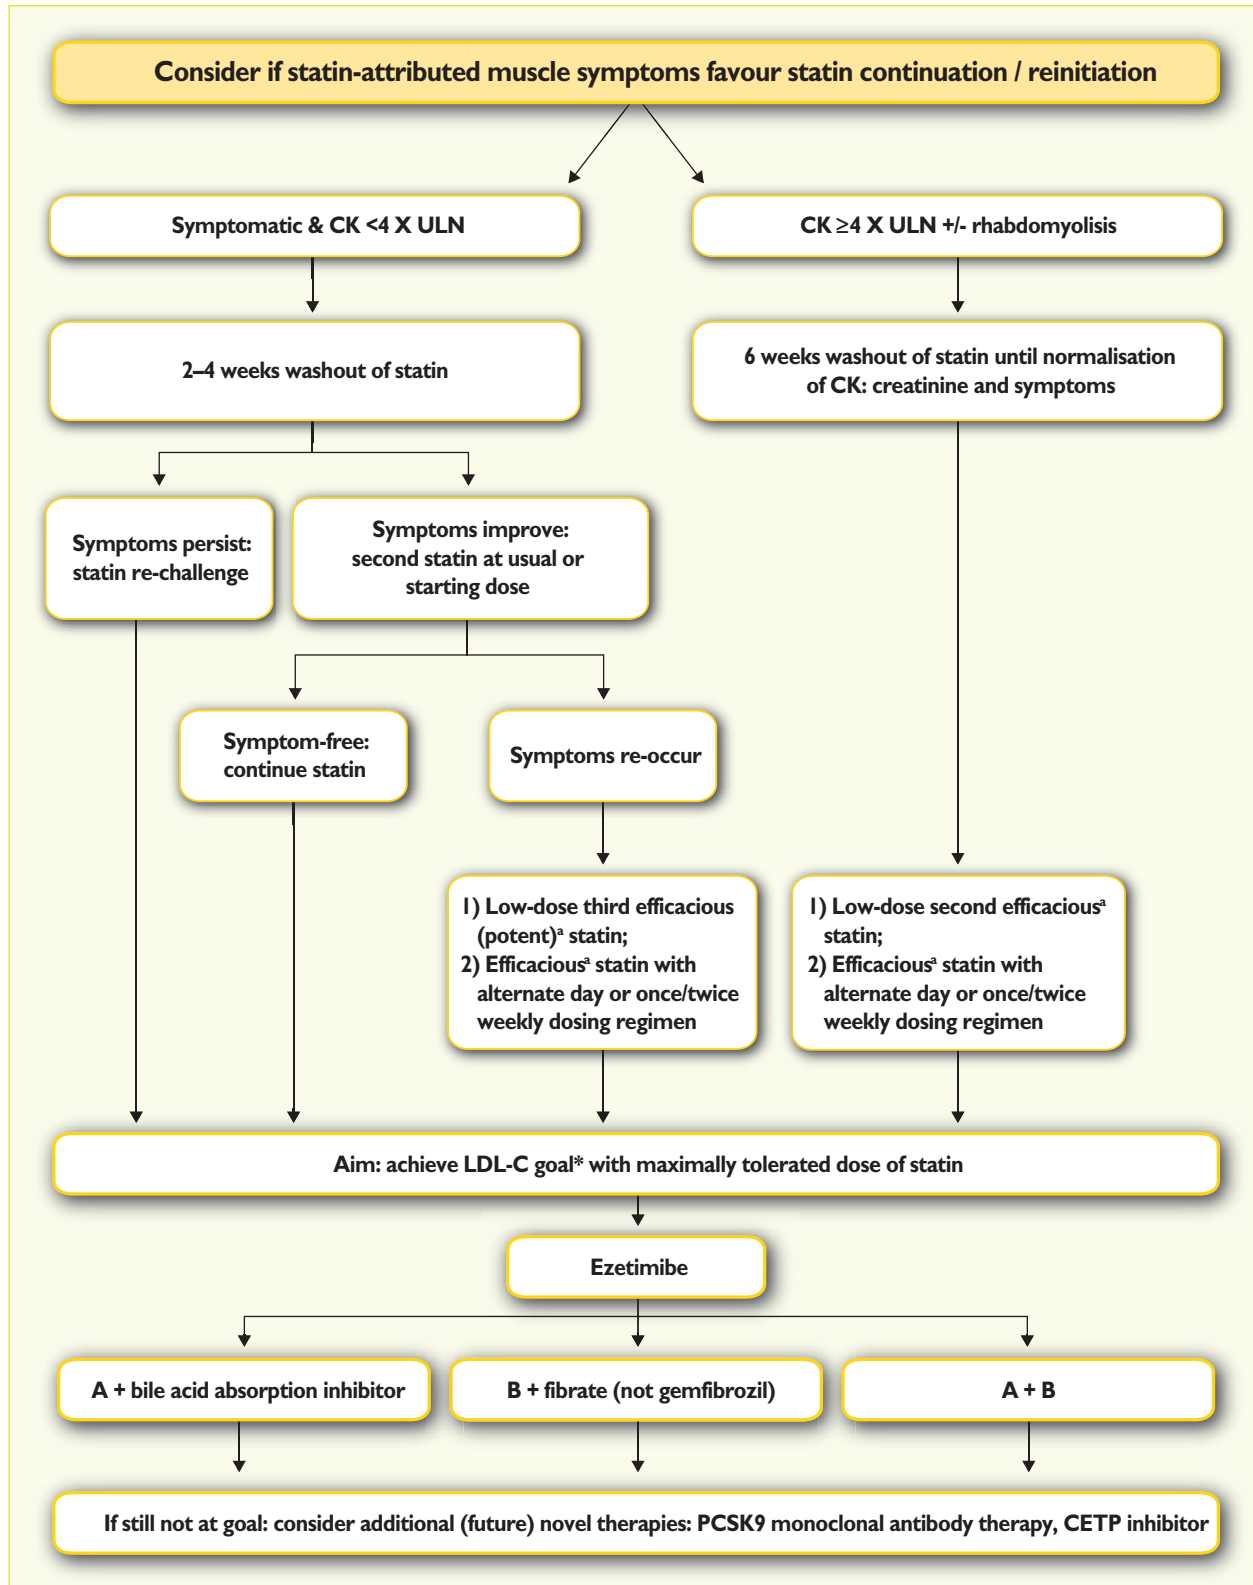 Consider if statin-attributed muscle symptoms favour statin continuation / reinitiation
Symptomatic & CK <4 X ULN
CK ≥4 X ULN +/- rhabdomyolisis
2–4 weeks washout of statin
6 weeks washout of statin until normalisation
of CK: creatinine and symptoms
Symptoms persist:
statin re-challenge
Symptoms improve:
second statin at usual or
starting dose
Symptom-free:
continue statin
Symptoms re-occur
1) Low-dose third efficacious
(potent)ª statin;
2) Efficaciousª statin with
alternate day or once/twice
weekly dosing regimen
1) Low-dose second efficaciousª
statin;
2) Efficaciousª statin with
alternate day or once/twice
weekly dosing regimen
Aim: achieve LDL-C goal* with maximally tolerated dose of statin
Ezetimibe
A + bile acid absorption inhibitor
B + fibrate (not gemfibrozil)
A + B
If still not at goal: consider additional (future) novel therapies: PCSK9 monoclonal antibody therapy, CETP inhibitor